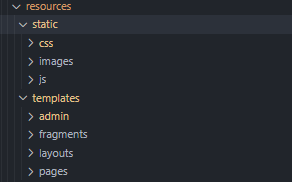 resources
static
css
images
js
templates
admin
fragments
layouts
pages